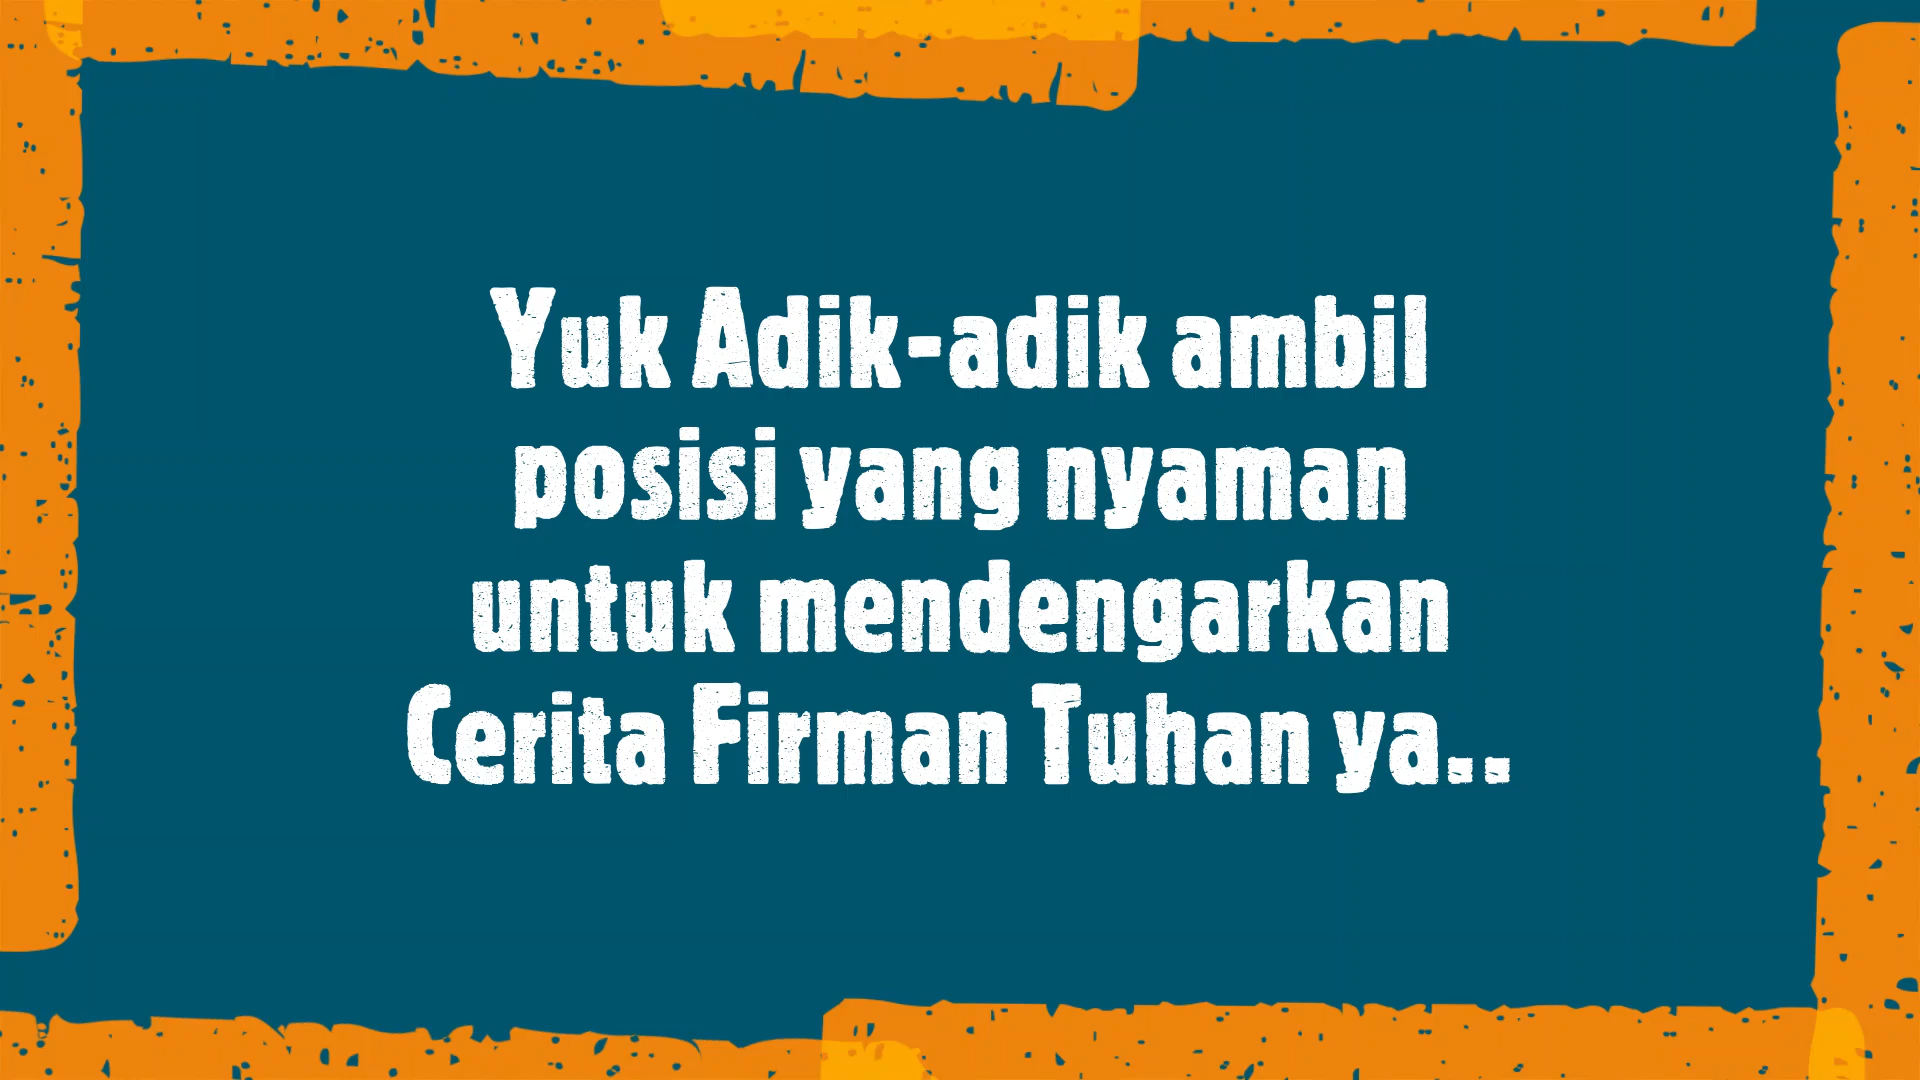 Yuk Adik-adik ambil
posisi yang nyaman
untuk mendengarkan
Cerita Firman Tuhan ya..